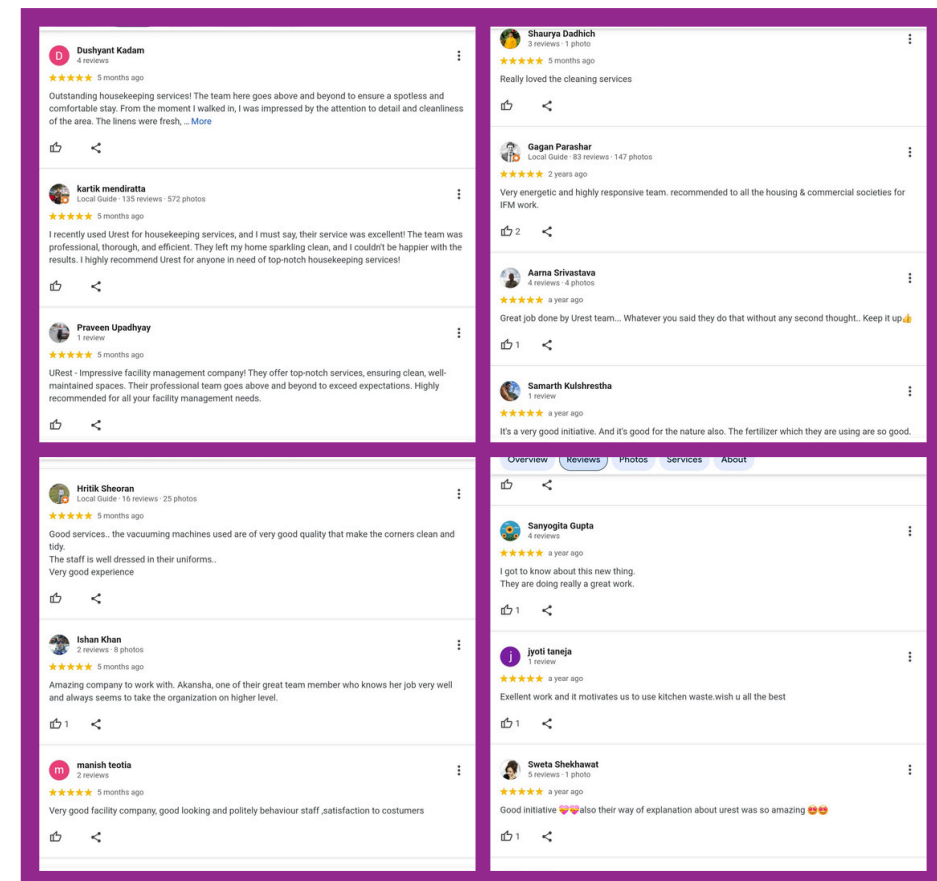 Dushyant Kadam
4 reviews
5 months ago
Outstanding housekeeping services! The team here goes above and beyond to ensure a spotless and
comfortable stay. From the moment I walked in, I was impressed by the attention to detail and cleanliness
of the area. The linens were fresh, ... More
kartik mendiratta
Local Guide · 135 reviews · 572 photos
5 months ago
I recently used Urest for housekeeping services, and I must say, their service was excellent! The team was
professional, thorough, and efficient. They left my home sparkling clean, and I couldn't be happier with the
results. I highly recommend Urest for anyone in need of top-notch housekeeping services!
Praveen Upadhyay
1 review
5 months ago
URest - Impressive facility management company! They offer top-notch services, ensuring clean, well-
maintained spaces. Their professional team goes above and beyond to exceed expectations. Highly
recommended for all your facility management needs.
Shaurya Dadhich
3 reviews · 1 photo
5 months ago
Really loved the cleaning services
Gagan Parashar
Local Guide · 83 reviews · 147 photos
2 years ago
Very energetic and highly responsive team. recommended to all the housing & commercial societies for
IFM work.
2
Aarna Srivastava
4 reviews · 4 photos
a year ago
Great job done by Urest team... Whatever you said they do that without any second thought.. Keep it up👍
1
Samarth Kulshrestha
1 review
a year ago
It's a very good initiative. And it's good for the nature also. The fertilizer which they are using are so good.
Hritik Sheoran
Local Guide · 16 reviews · 25 photos
5 months ago
Good services.. the vacuuming machines used are of very good quality that make the corners clean and
tidy.
The staff is well dressed in their uniforms..
Very good experience
Ishan Khan
2 reviews · 8 photos
5 months ago
Amazing company to work with. Akansha, one of their great team member who knows her job very well
and always seems to take the organization on higher level.
1
m
manish teotia
2 reviews
5 months ago
Very good facility company, good looking and politely behaviour staff ,satisfaction to costumers
Overview Reviews Photos Services About
Sanyogita Gupta
4 reviews
a year ago
I got to know about this new thing.
They are doing really a great work.
1
j
jyoti taneja
1 review
a year ago
Exellent work and it motivates us to use kitchen waste.wish u all the best
1
Sweta Shekhawat
5 reviews · 1 photo
a year ago
Good initiative 💝💝also their way of explanation about urest was so amazing 😍😍
1